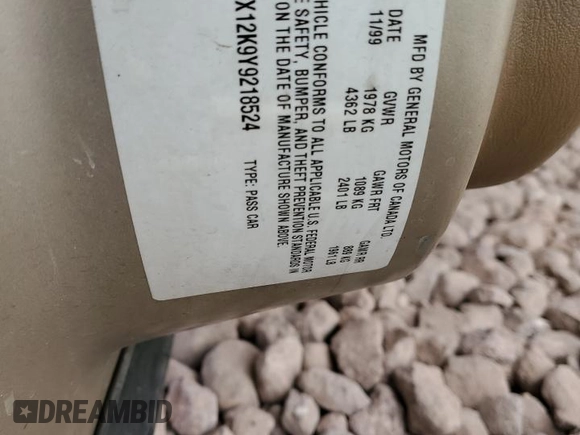 MFD BY GENERAL MOTORS OF CANADA LTD.
DATE GVWR GAWR FRT GAWR RR
11/99 1978 KG 1089 KG 889 KG
4362 LB 2401 LB 1961 LB
HICLE CONFORMS TO ALL APPLICABLE U.S. FEDERAL MOTOR
E SAFETY, BUMPER, AND THEFT PREVENTION STANDARDS IN
ON THE DATE OF MANUFACTURE SHOWN ABOVE.
X12K9Y9218524 TYPE: PASS CAR
DREAMBID